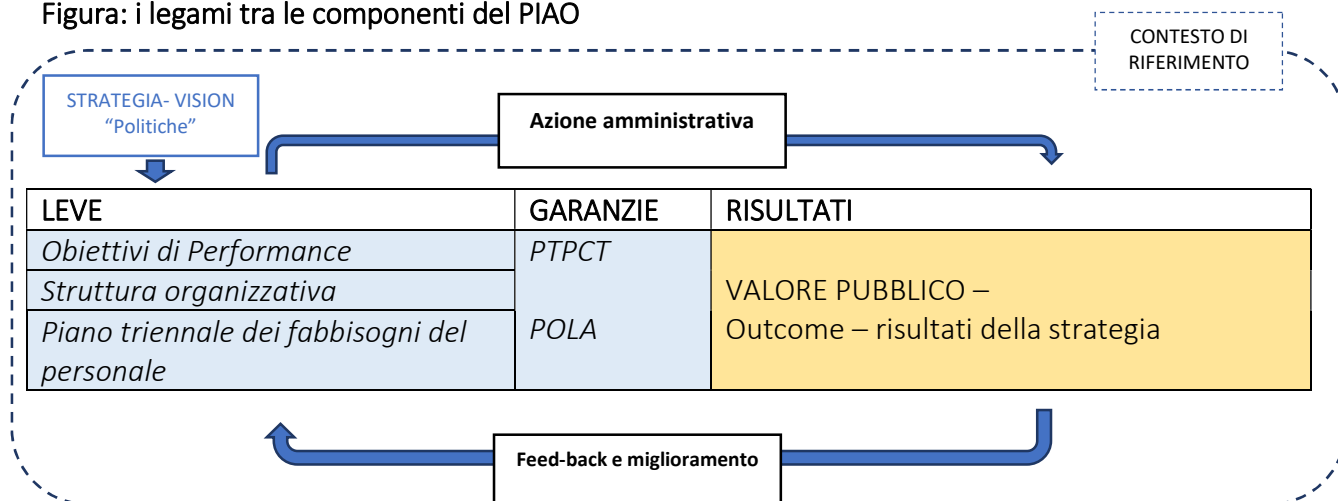 Figura: i legami tra le componenti del PIAO
CONTESTO DI
RIFERIMENTO
STRATEGIA- VISION
“Politiche”
Azione amministrativa
LEVE GARANZIE RISULTATI
Obiettivi di Performance PTPCT
Struttura organizzativa VALORE PUBBLICO –
Piano triennale dei fabbisogni del POLA Outcome – risultati della strategia
personale
Feed-back e miglioramento